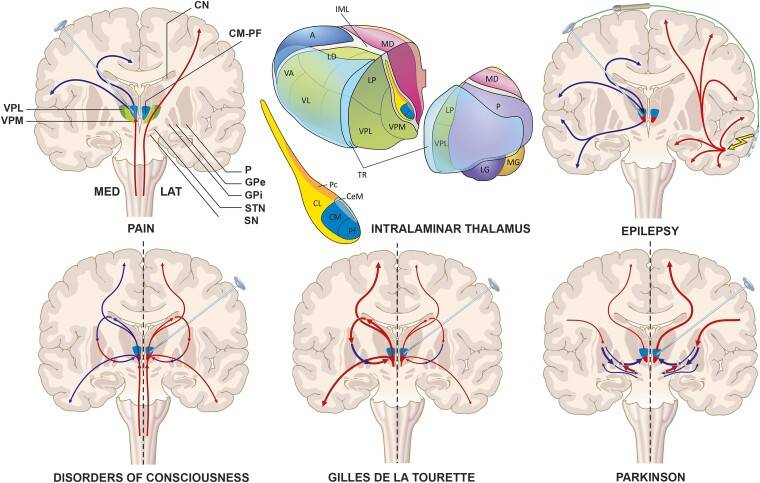 CN
CM-PF
VPL
VPM
MED
LAT
P
GPe
GPi
STN
SN
PAIN
IML
A
MD
LD
VA
LP
VL
VPL
VPM
TR
MD
LP
P
VPL
LG
MG
Pc
CeM
CL
CM
Pf
INTRALAMINAR THALAMUS
EPILEPSY
DISORDERS OF CONSCIOUSNESS
GILLES DE LA TOURETTE
PARKINSON